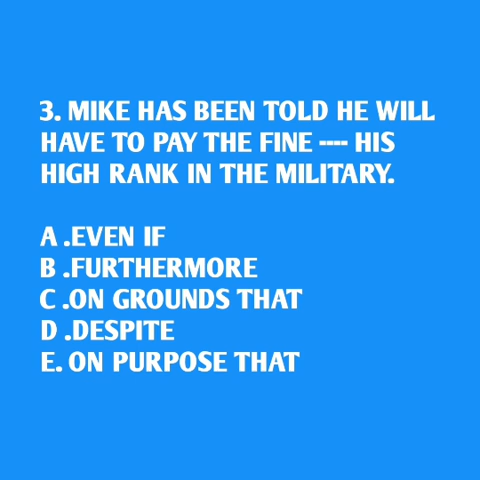 3. MIKE HAS BEEN TOLD HE WILL
HAVE TO PAY THE FINE ---- HIS
HIGH RANK IN THE MILITARY.
A .EVEN IF
B .FURTHERMORE
C .ON GROUNDS THAT
D .DESPITE
E. ON PURPOSE THAT